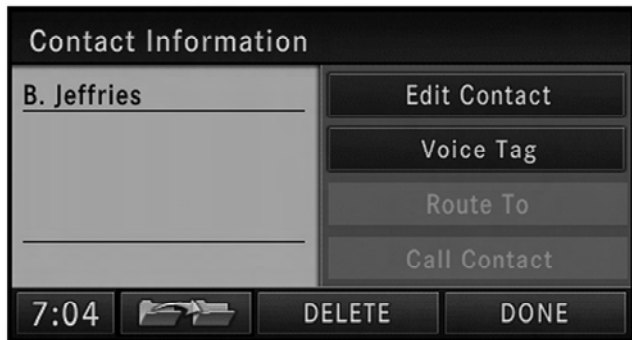 Contact Information
B. Jeffries
Edit Contact
Voice Tag
Route To
Call Contact
7:04 DELETE DONE